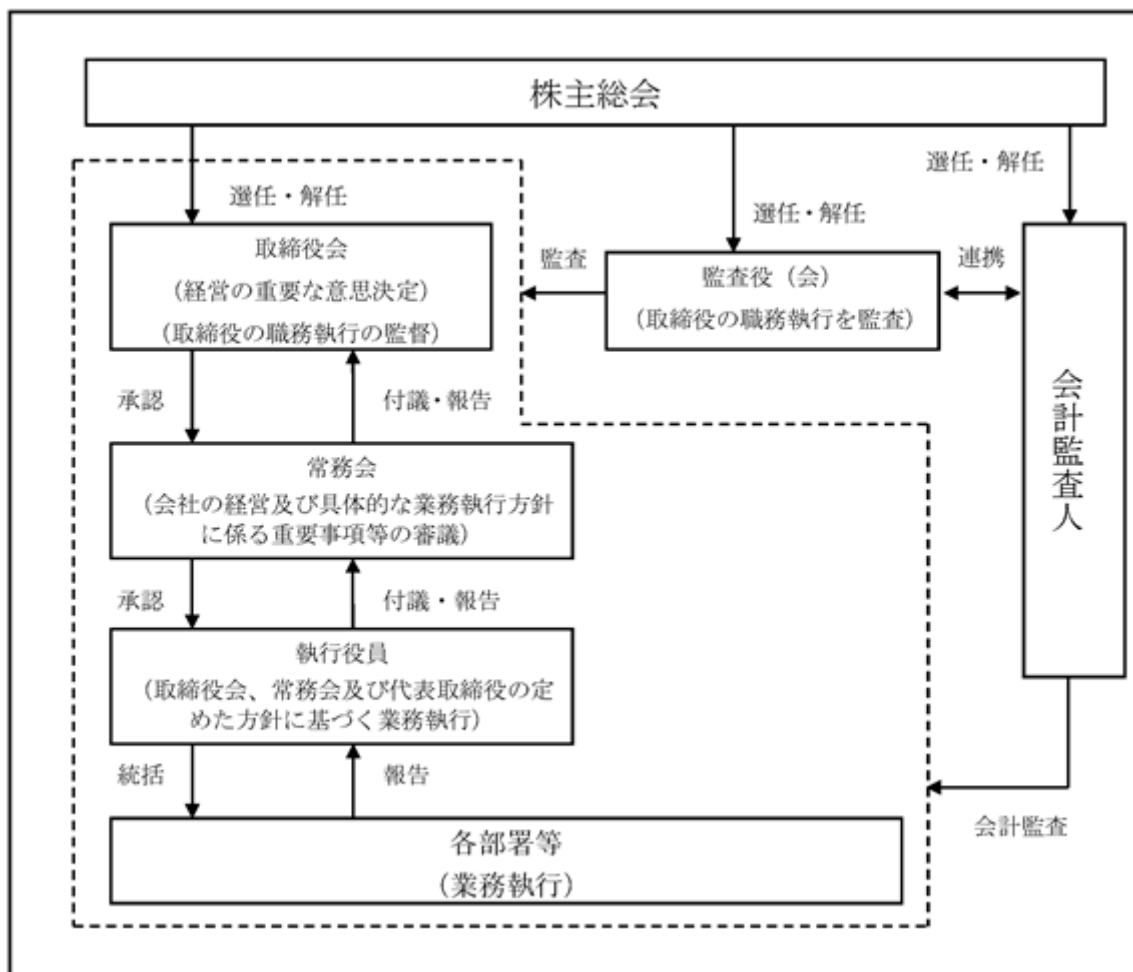 株主総会
選任・解任
選任・解任
選任・解任
取締役会
(経営の重要な意思決定)
(取締役の職務執行の監督)
監査
監査役（会）
(取締役の職務執行を監査)
連携
会計監査人
承認
付議・報告
常務会
(会社の経営及び具体的な業務執行方針
に係る重要事項等の審議)
承認
付議・報告
執行役員
(取締役会、常務会及び代表取締役の定
めた方針に基づく業務執行)
統括
報告
会計監査
各部署等
(業務執行)